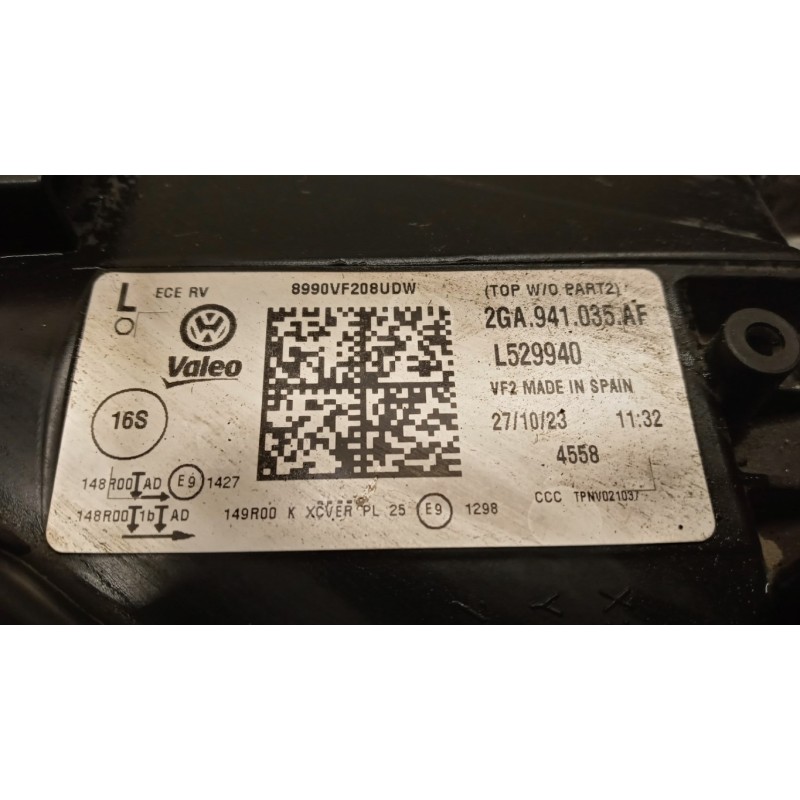 L ECE RV
8990VF208UDW
(TOP W/O PART2)
Valeo
2GA.941.035.AF
L529940
VF2 MADE IN SPAIN
16S
27/10/23 11:32
4558
148R00 AD E9 1427
148R00 1b AD
149R00 K XCVER PL 25 E9 1298
CCC TPNV021037